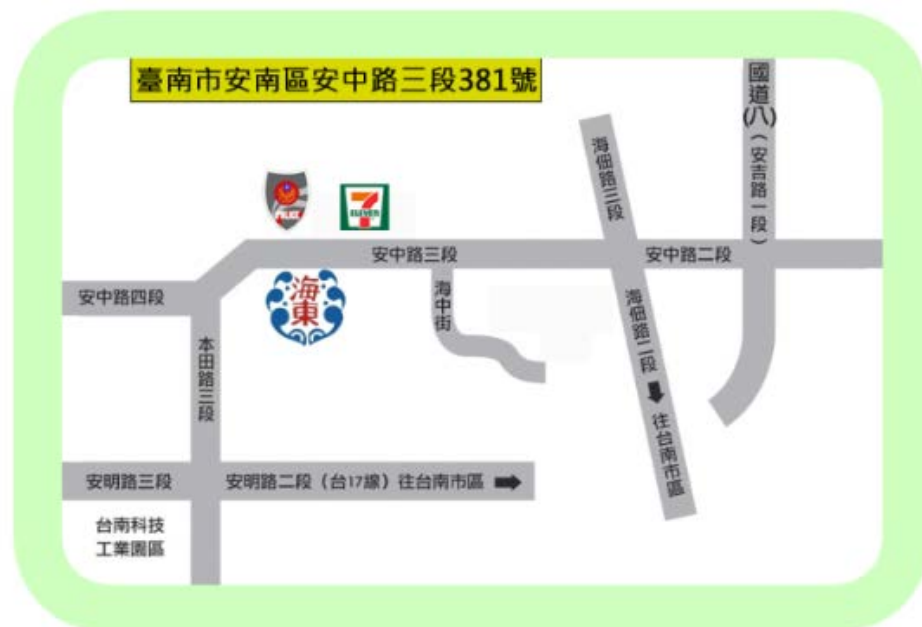 臺南市安南區安中路三段381號
國道(八)(安吉路一段)
海佃路三段
POLICE
7
ELEVEN
安中路三段
安中路二段
海東
安中路四段
海中街
海佃路二段
往台南市區
本田路三段
安明路三段
安明路二段(台17線)往台南市區
台南科技
工業園區